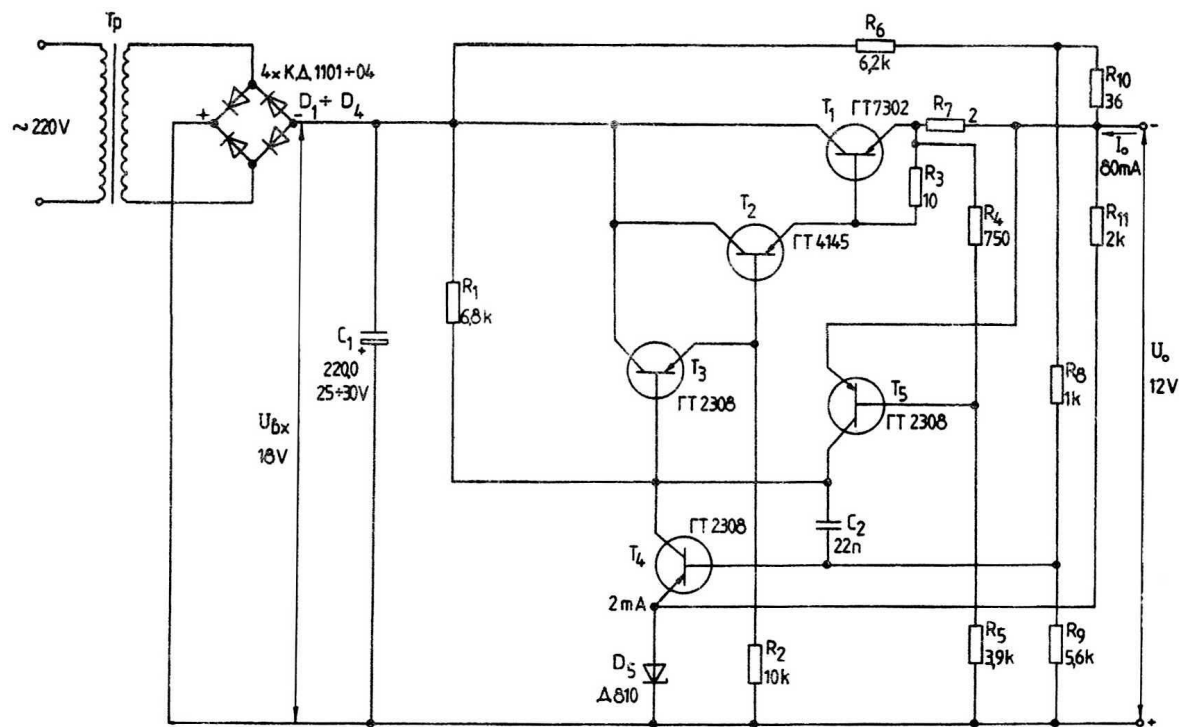 Тр
~220V
4×КД1101÷04
D₁÷D₄
+
-
R₆
6,2k
R₁₀
36
T₁
ГТ7302
R₇
2
-
I₀
80mA
R₃
10
R₄
750
R₁₁
2k
T₂
ГТ4145
R₁
6,8k
C₁
+
220,0
25÷30V
T₃
ГТ2308
T₅
ГТ2308
R₈
1k
U₀
12V
Uвх
18V
ГТ2308
T₄
C₂
22n
2mA
D₅
Д810
R₂
10k
R₅
3,9k
R₉
5,6k
+